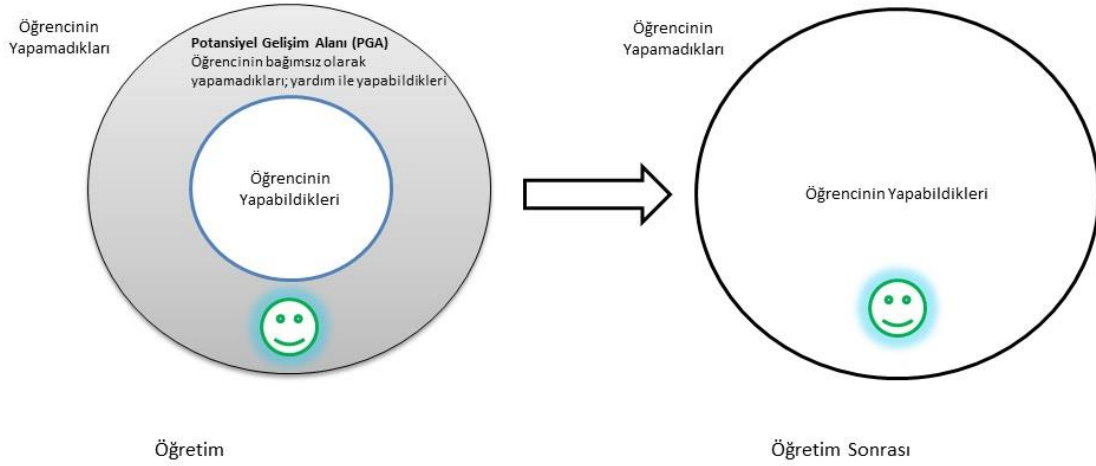 Öğrencinin
Yapamadıkları
Potansiyel Gelişim Alanı (PGA)
Öğrencinin bağımsız olarak
yapamadıkları; yardım ile yapabildikleri
Öğrencinin
Yapabildikleri
Öğretim
Öğrencinin
Yapamadıkları
Öğrencinin Yapabildikleri
Öğretim Sonrası